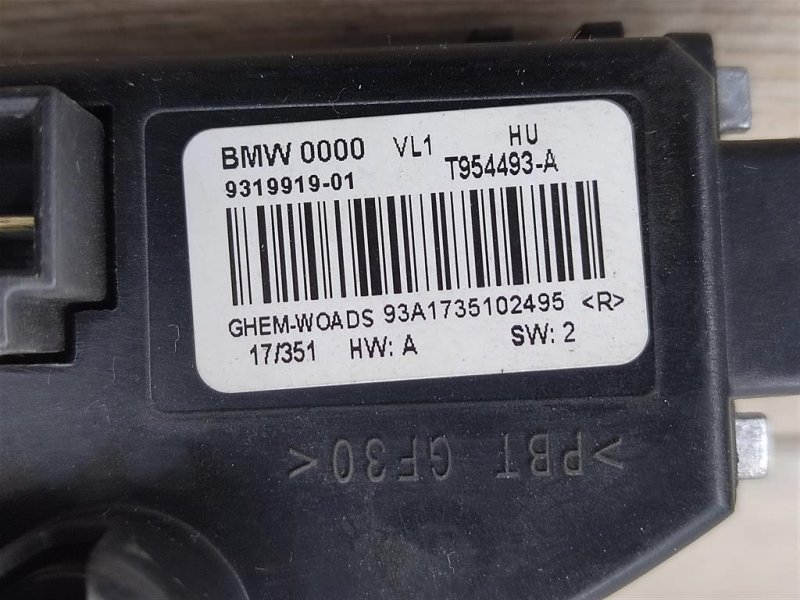 BMW 0000 VL1 HU
9319919-01 T954493-A
GHEM-WOADS 93A1735102495 <R>
17/351 HW: A SW: 2
>PBT GF30<